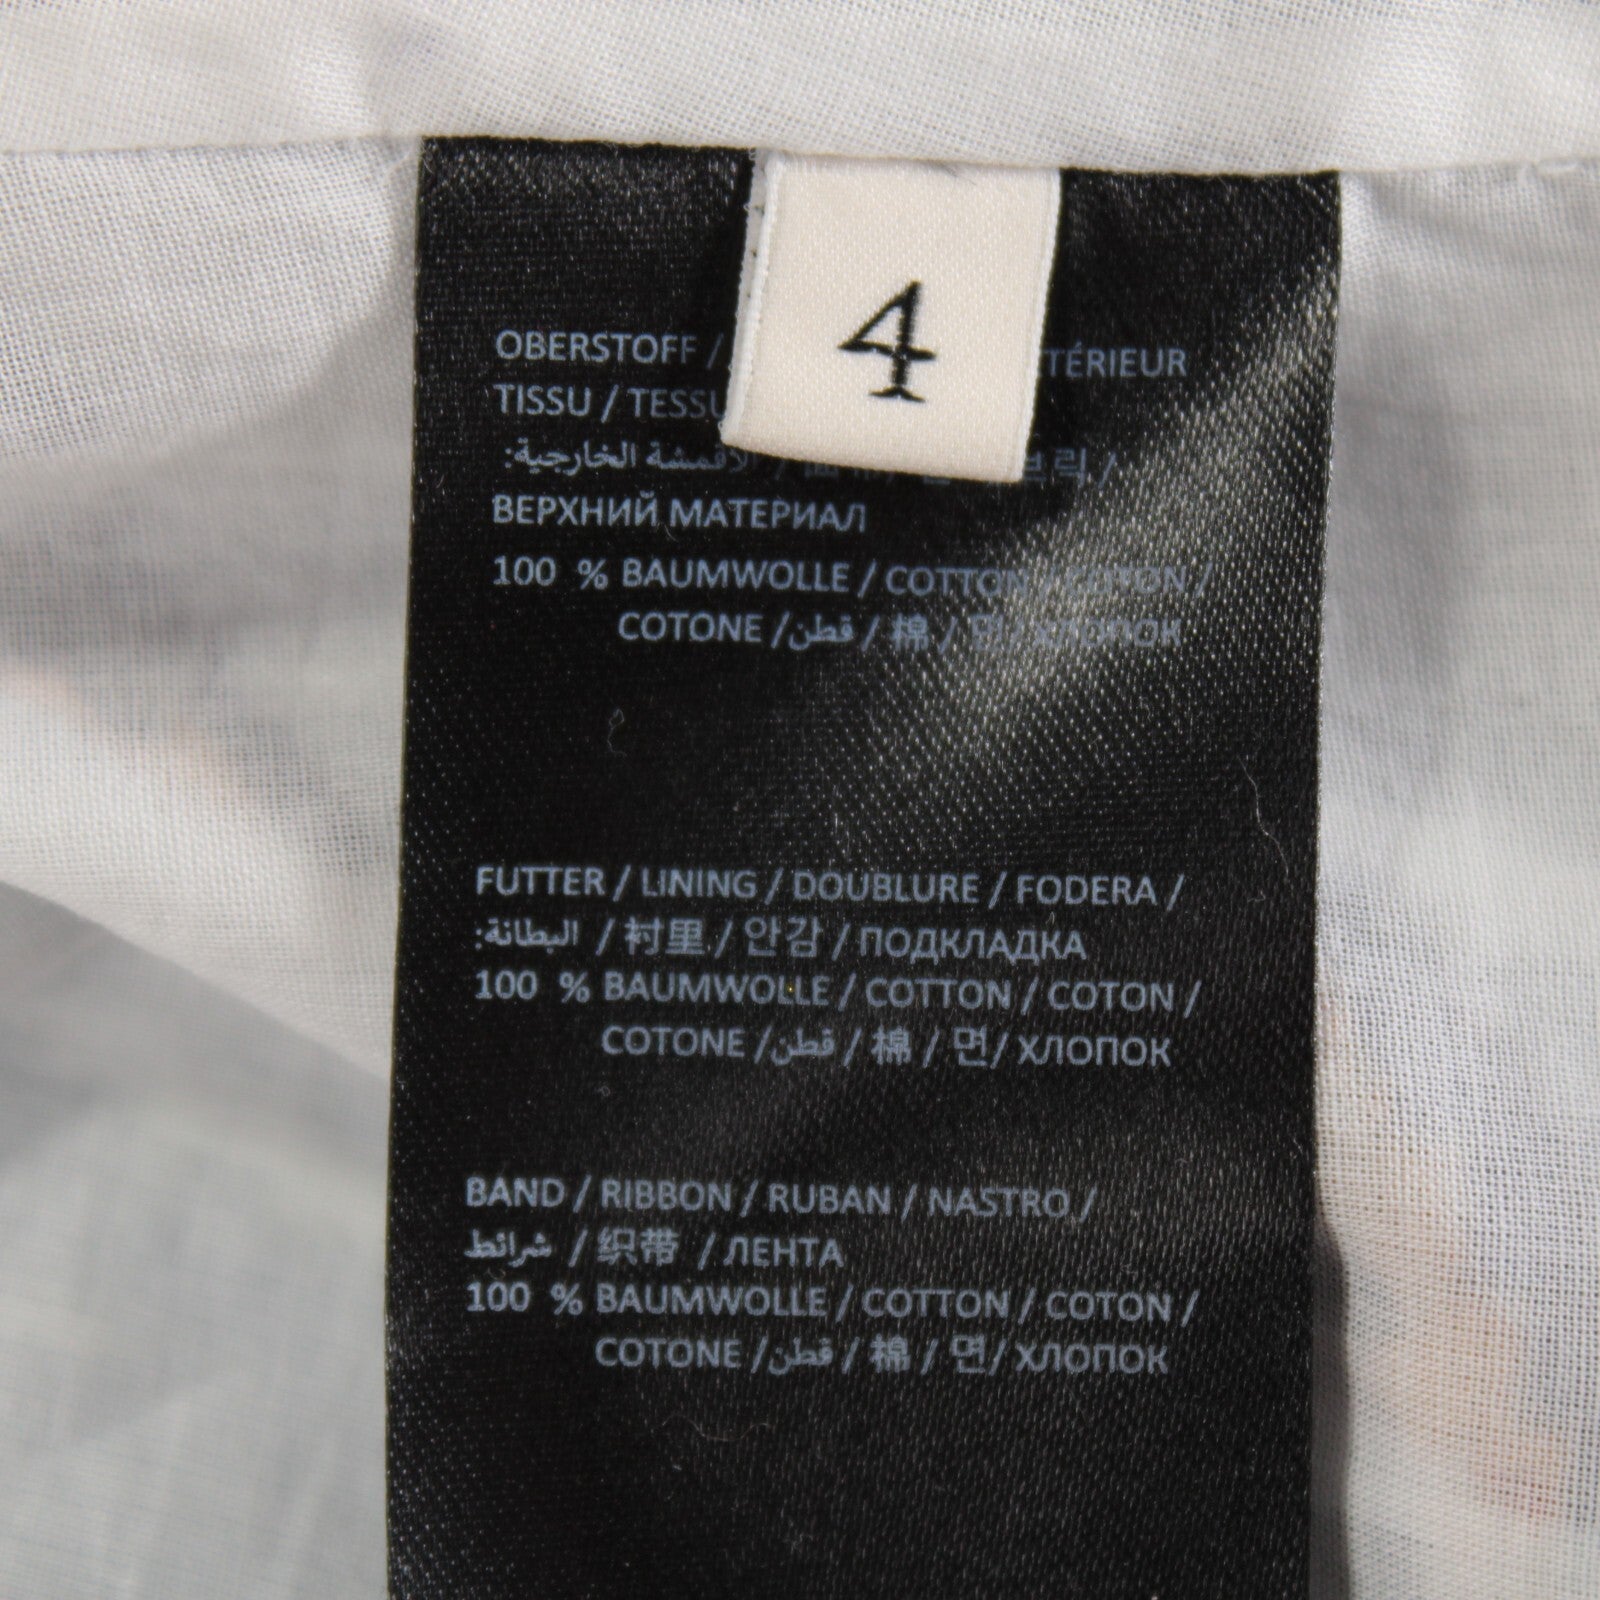 4
OBERSTOFF /
TISSU /
الأقمشة الخارجية:
ВЕРХНИЙ МАТЕРИАЛ
100 % BAUMWOLLE / COTTON / COTON /
COTONE / قطن / 棉 / 면/ ХЛОПОК
FUTTER / LINING / DOUBLURE / FODERA /
البطانة: / 衬里 / 안감 / ПОДКЛАДКА
100 % BAUMWOLLE / COTTON / COTON /
COTONE / قطن / 棉 / 면/ ХЛОПОК
BAND / RIBBON / RUBAN / NASTRO /
شرائط / 织带 / ЛЕНТА
100 % BAUMWOLLE / COTTON / COTON /
COTONE / قطن / 棉 / 면/ ХЛОПОК